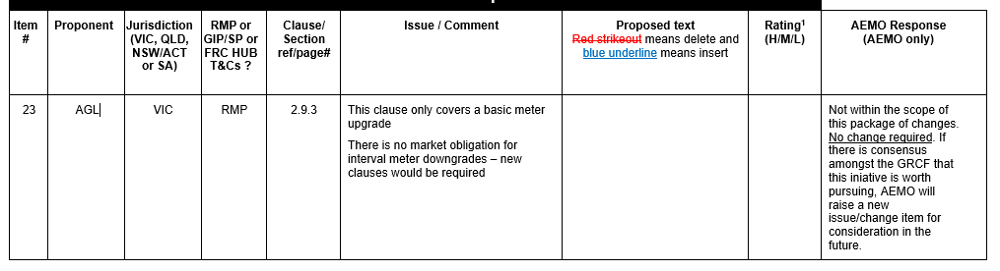 Item # Proponent Jurisdiction (VIC, QLD, NSW/ACT or SA) RMP or GIP/SP or FRC HUB T&Cs ? Clause/ Section ref/page# Issue / Comment Proposed text Red strikeout means delete and blue underline means insert Rating1 (H/M/L) AEMO Response (AEMO only)
23 AGL VIC RMP 2.9.3
This clause only covers a basic meter
upgrade
There is no market obligation for
interval meter downgrades – new
clauses would be required
Not within the scope of
this package of changes.
No change required. If
there is consensus
amongst the GRCF that
this iniative is worth
pursuing, AEMO will
raise a new
issue/change item for
consideration in the
future.